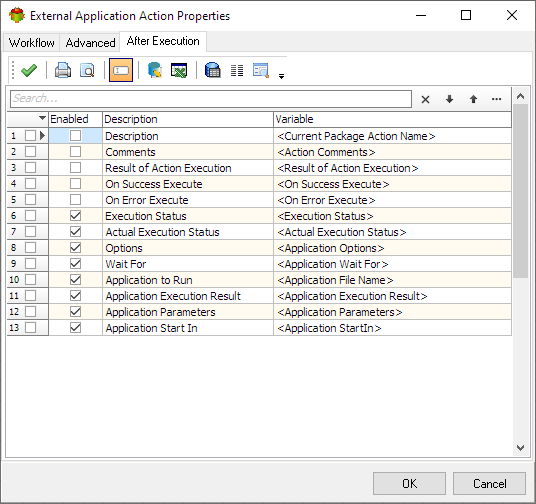 External Application Action Properties
Workflow Advanced After Execution
Search...
Enabled Description Variable
1 Description <Current Package Action Name>
2 Comments <Action Comments>
3 Result of Action Execution <Result of Action Execution>
4 On Success Execute <On Success Execute>
5 On Error Execute <On Error Execute>
6 Execution Status <Execution Status>
7 Actual Execution Status <Actual Execution Status>
8 Options <Application Options>
9 Wait For <Application Wait For>
10 Application to Run <Application File Name>
11 Application Execution Result <Application Execution Result>
12 Application Parameters <Application Parameters>
13 Application Start In <Application StartIn>
OK Cancel